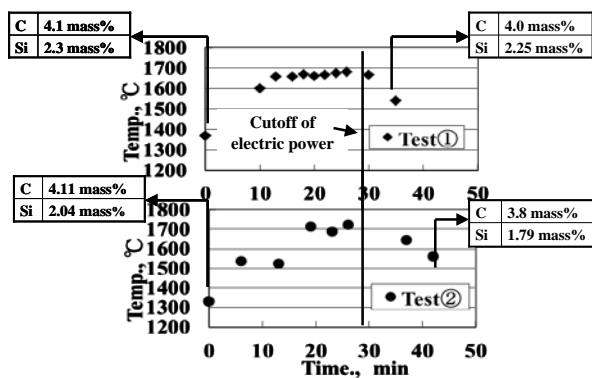 C 4.1 mass%
Si 2.3 mass%
C 4.0 mass%
Si 2.25 mass%
Temp., ℃
1800
1700
1600
1500
1400
1300
1200
Cutoff of
electric power
Test①
0 10 20 30 40 50
C 4.11 mass%
Si 2.04 mass%
C 3.8 mass%
Si 1.79 mass%
Temp., ℃
1800
1700
1600
1500
1400
1300
1200
Test②
0 10 20 30 40 50
Time., min